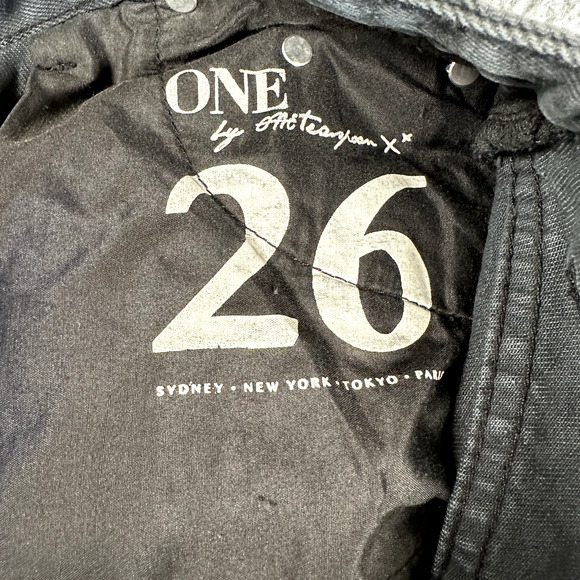 ONE
by OneTeaspoon X x
26
SYDNEY • NEW YORK • TOKYO • PARIS